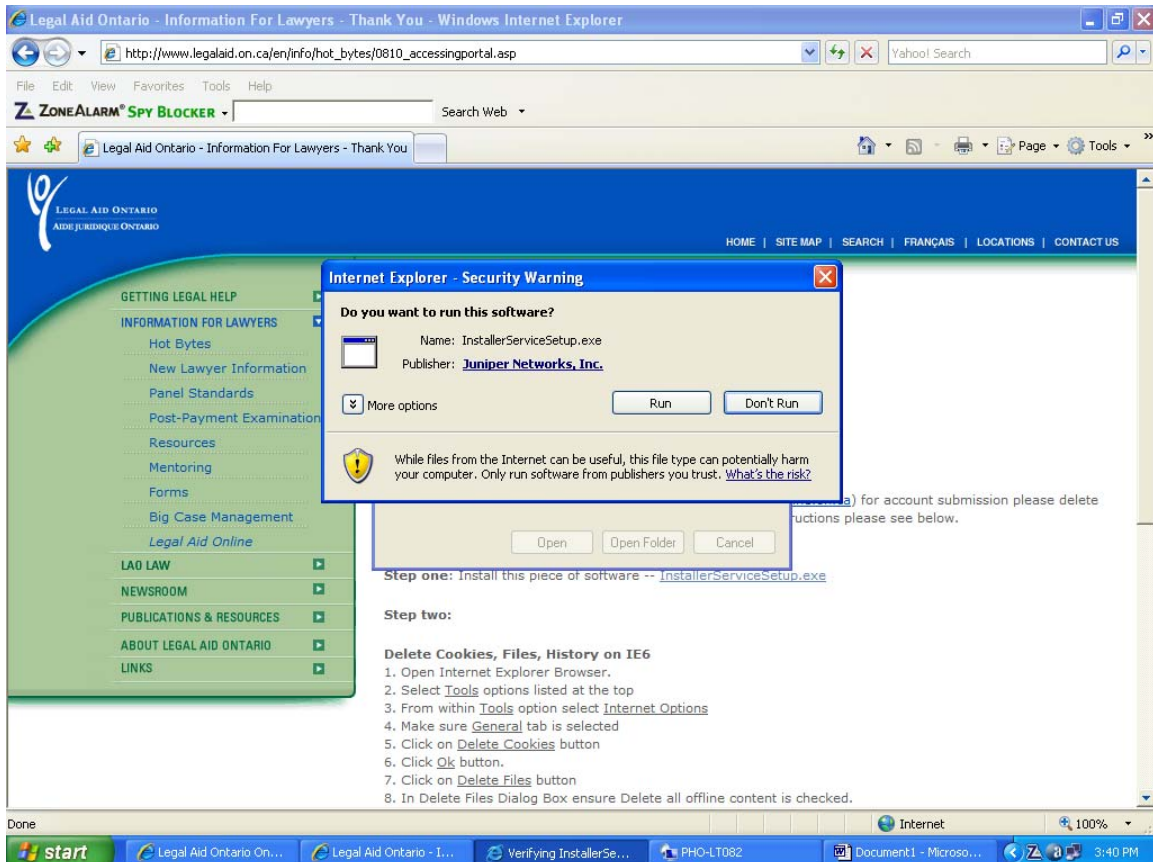 Legal Aid Ontario - Information For Lawyers - Thank You - Windows Internet Explorer
http://www.legalaid.on.ca/en/info/hot_bytes/0810_accessingportal.asp
Yahoo! Search
File Edit View Favorites Tools Help
ZONEALARM® SPY BLOCKER
Search Web
Legal Aid Ontario - Information For Lawyers - Thank You
Page Tools
LEGAL AID ONTARIO
AIDE JURIDIQUE ONTARIO
HOME | SITE MAP | SEARCH | FRANÇAIS | LOCATIONS | CONTACT US
GETTING LEGAL HELP
INFORMATION FOR LAWYERS
Hot Bytes
New Lawyer Information
Panel Standards
Post-Payment Examination
Resources
Mentoring
Forms
Big Case Management
Legal Aid Online
LAO LAW
NEWSROOM
PUBLICATIONS & RESOURCES
ABOUT LEGAL AID ONTARIO
LINKS
Internet Explorer - Security Warning
Do you want to run this software?
Name: InstallerServiceSetup.exe
Publisher: Juniper Networks, Inc.
More options
Run
Don't Run
While files from the Internet can be useful, this file type can potentially harm
your computer. Only run software from publishers you trust. What's the risk?
) for account submission please delete
please see below.
Open
Open Folder
Cancel
Step one: Install this piece of software -- InstallerServiceSetup.exe
Step two:
Delete Cookies, Files, History on IE6
1. Open Internet Explorer Browser.
2. Select Tools options listed at the top
3. From within Tools option select Internet Options
4. Make sure General tab is selected
5. Click on Delete Cookies button
6. Click Ok button.
7. Click on Delete Files button
8. In Delete Files Dialog Box ensure Delete all offline content is checked.
Done
Internet
100%
start
Legal Aid Ontario On...
Legal Aid Ontario - I...
Verifying InstallerSe...
PHO-LT082
Document1 - Microso...
3:40 PM